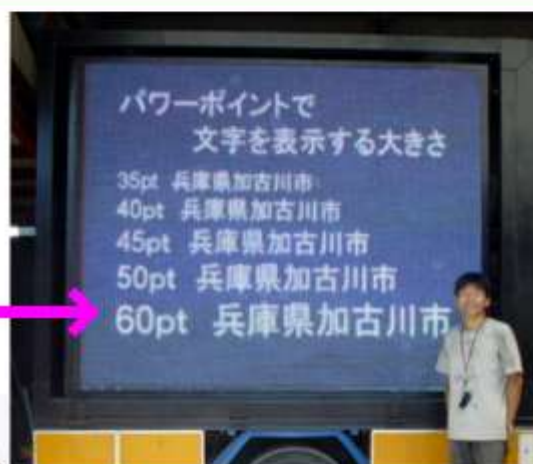 パワーポイントで
文字を表示する大きさ
35pt 兵庫県加古川市
40pt 兵庫県加古川市
45pt 兵庫県加古川市
50pt 兵庫県加古川市
60pt 兵庫県加古川市